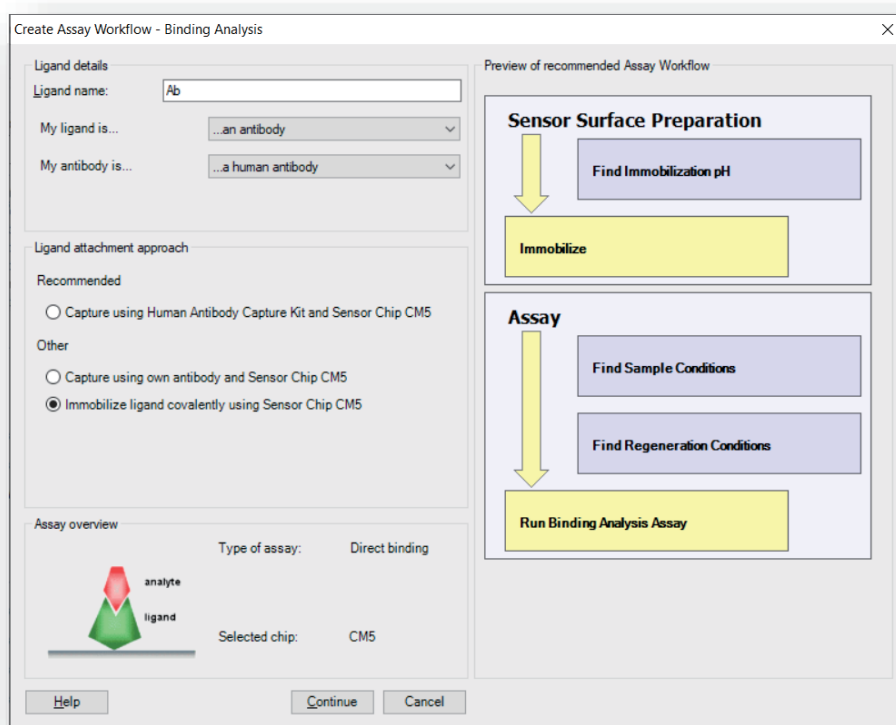 Create Assay Workflow - Binding Analysis
Ligand details
Ligand name: Ab
My ligand is... ...an antibody
My antibody is... ...a human antibody
Ligand attachment approach
Recommended
Capture using Human Antibody Capture Kit and Sensor Chip CM5
Other
Capture using own antibody and Sensor Chip CM5
Immobilize ligand covalently using Sensor Chip CM5
Assay overview
Type of assay: Direct binding
analyte
ligand
Selected chip: CM5
Help Continue Cancel
Preview of recommended Assay Workflow
Sensor Surface Preparation
Find Immobilization pH
Immobilize
Assay
Find Sample Conditions
Find Regeneration Conditions
Run Binding Analysis Assay